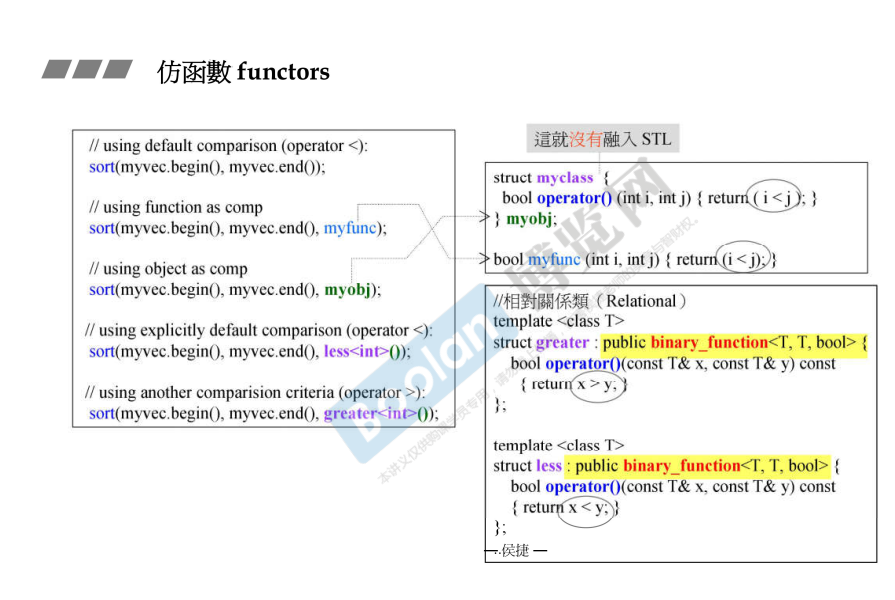 仿函數 functors
// using default comparison (operator <):
sort(myvec.begin(), myvec.end());
// using function as comp
sort(myvec.begin(), myvec.end(), myfunc);
// using object as comp
sort(myvec.begin(), myvec.end(), myobj);
// using explicitly default comparison (operator <):
sort(myvec.begin(), myvec.end(), less<int>());
// using another comparision criteria (operator >):
sort(myvec.begin(), myvec.end(), greater<int>());
這就沒有融入 STL
struct myclass {
bool operator() (int i, int j) { return ( i < j ); }
} myobj;
bool myfunc (int i, int j) { return (i < j); }
//相對關係類（Relational）
template <class T>
struct greater : public binary_function<T, T, bool> {
bool operator()(const T& x, const T& y) const
{ return x > y; }
};
template <class T>
struct less : public binary_function<T, T, bool> {
bool operator()(const T& x, const T& y) const
{ return x < y; }
};
— 侯捷 —
Boolan 博览网